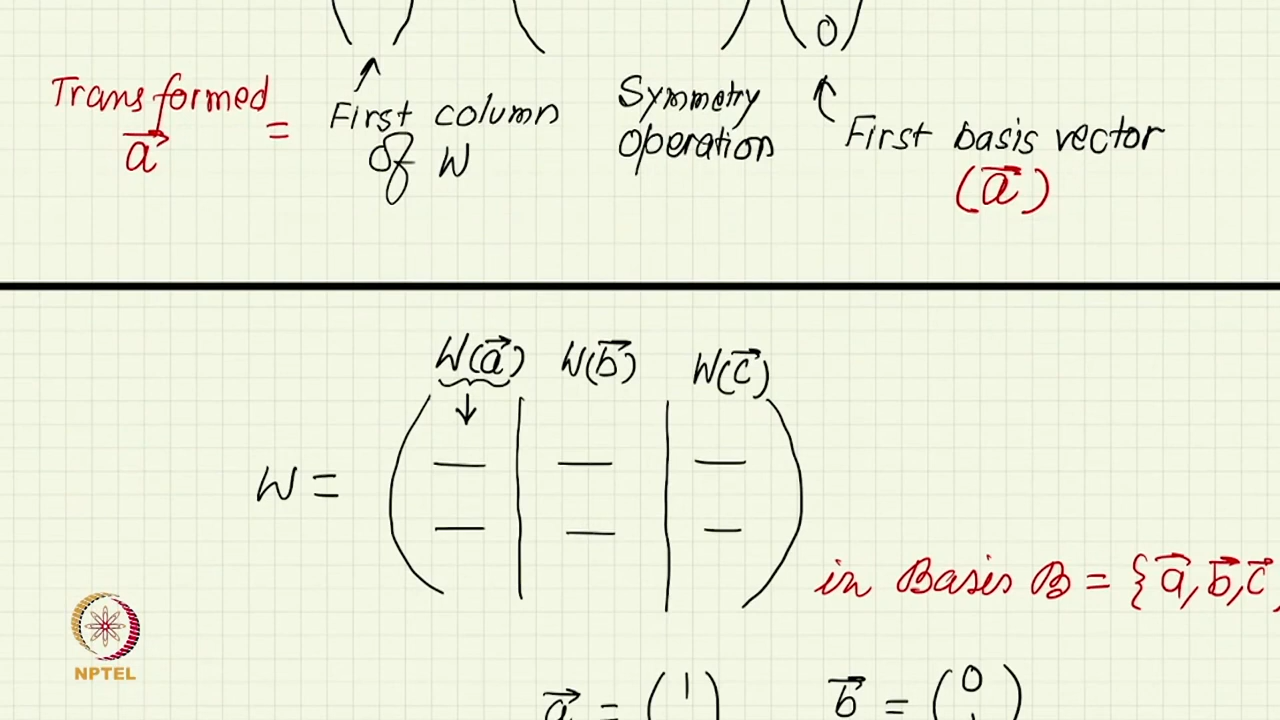 0
Transformed a⃗ = First column of W
Symmetry operation
First basis vector (a⃗)
W(a⃗) W(b⃗) W(c⃗)
W =
in Basis B = {a⃗, b⃗, c⃗
a⃗ = ( 1 ) b⃗ = ( 0
NPTEL